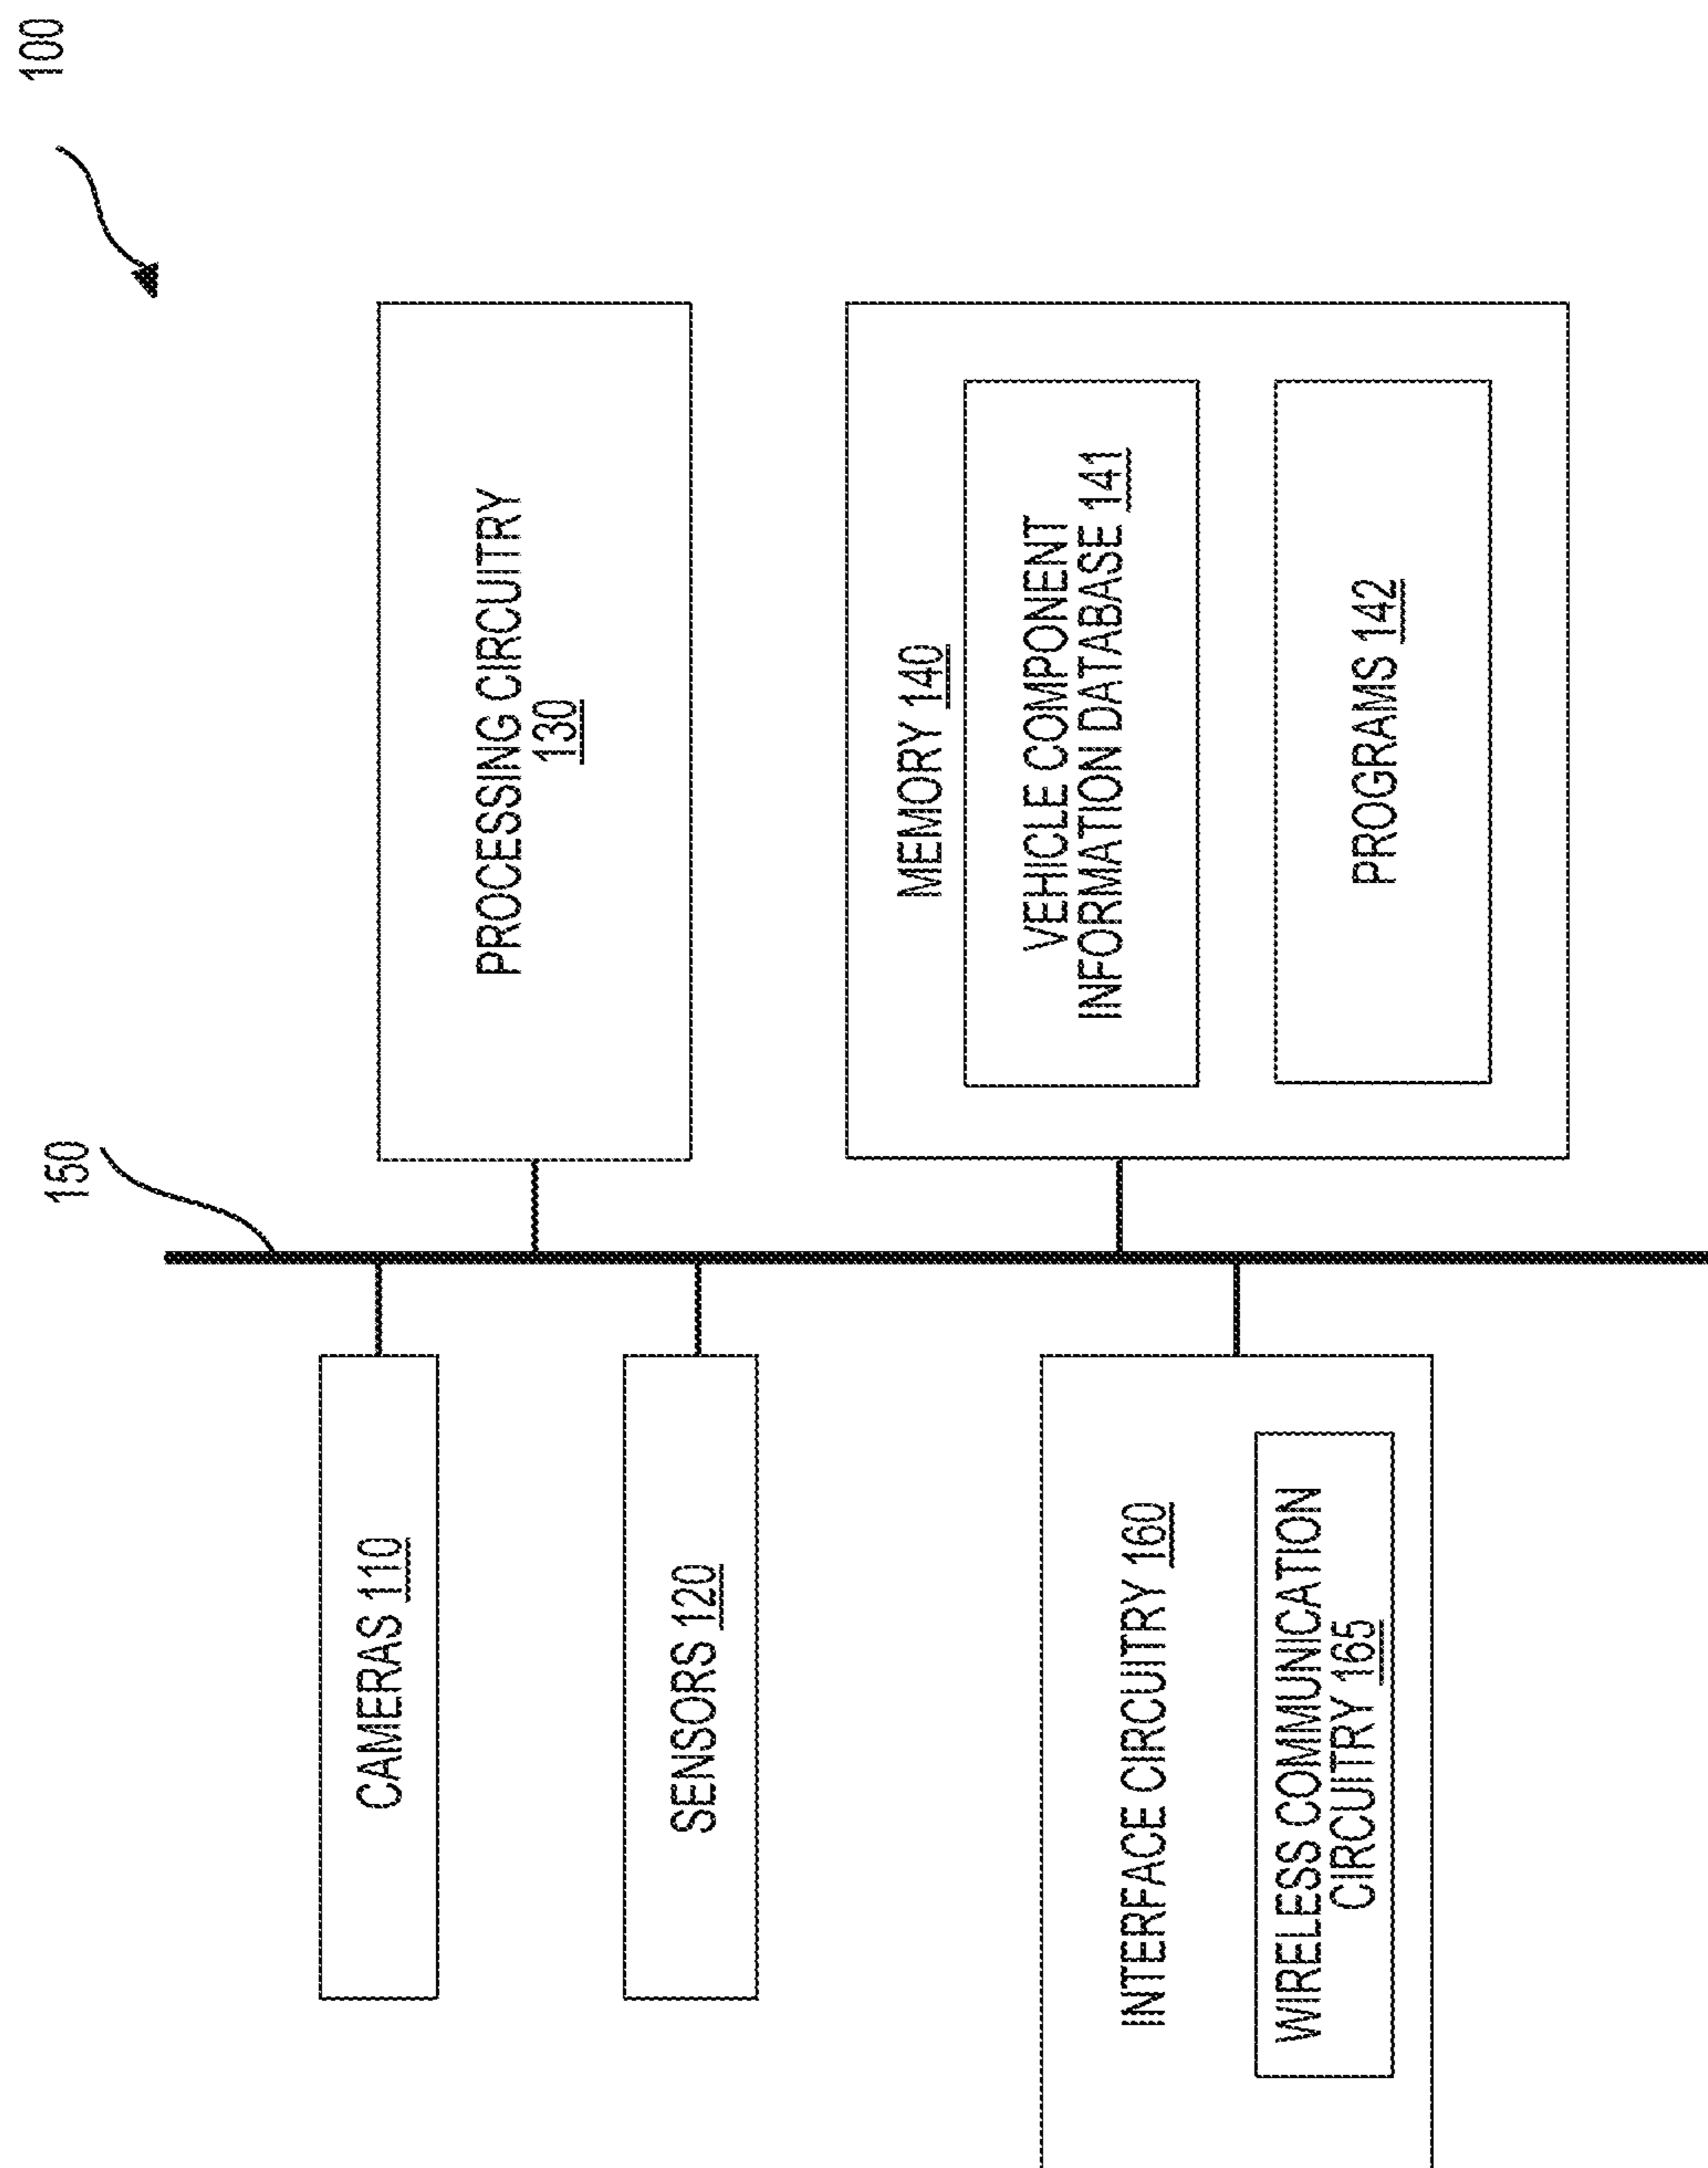 100
150
CAMERAS 110
SENSORS 120
INTERFACE CIRCUITRY 160
WIRELESS COMMUNICATION
CIRCUITRY 165
PROCESSING CIRCUITRY
130
MEMORY 140
VEHICLE COMPONENT
INFORMATION DATABASE 141
PROGRAMS 142